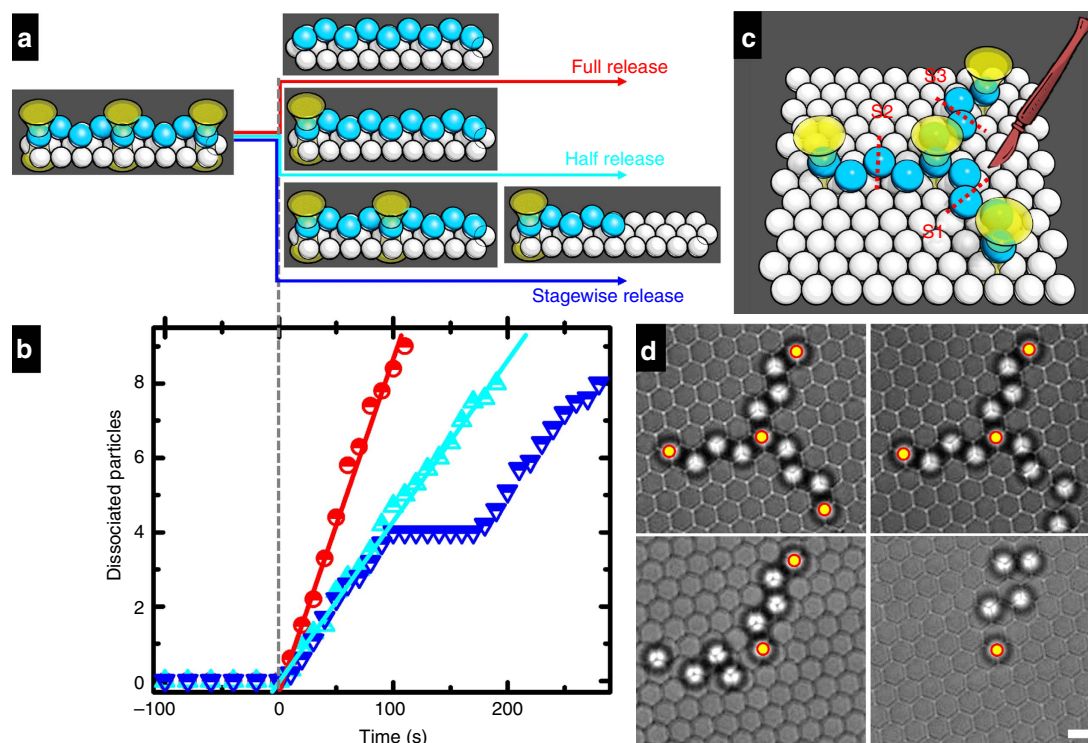 a
Full release
Half release
Stagewise release
c
S3
S2
S1
b
Dissociated particles
8
6
4
2
0
–100
0
100
200
Time (s)
d